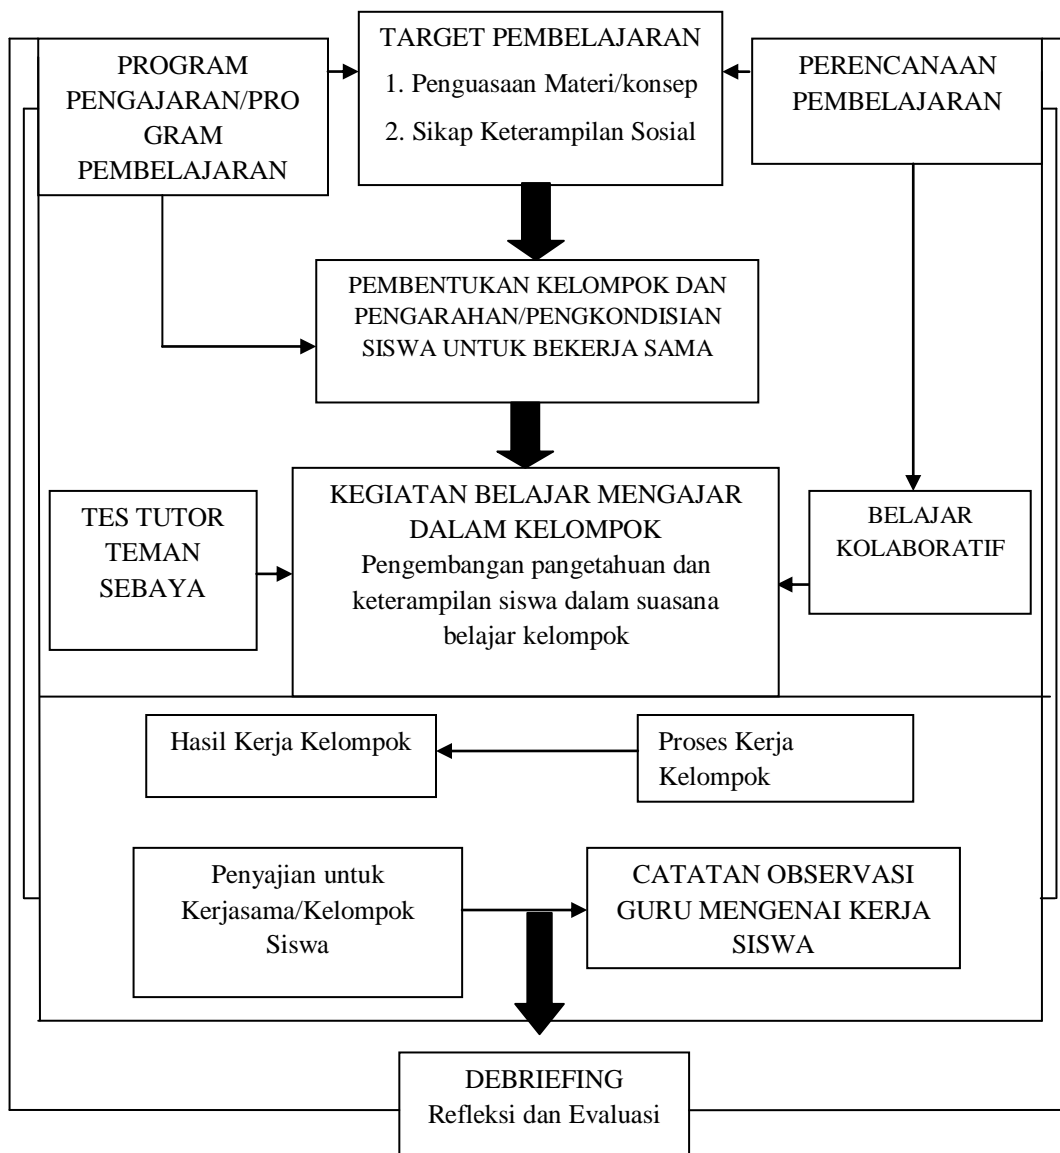 TARGET PEMBELAJARAN
1. Penguasaan Materi/konsep
2. Sikap Keterampilan Sosial
PROGRAM
PENGAJARAN/PRO
GRAM
PEMBELAJARAN
PERENCANAAN
PEMBELAJARAN
PEMBENTUKAN KELOMPOK DAN
PENGARAHAN/PENGKONDISIAN
SISWA UNTUK BEKERJA SAMA
TES TUTOR
TEMAN
SEBAYA
KEGIATAN BELAJAR MENGAJAR
DALAM KELOMPOK
Pengembangan pangetahuan dan
keterampilan siswa dalam suasana
belajar kelompok
BELAJAR
KOLABORATIF
Hasil Kerja Kelompok
Proses Kerja
Kelompok
Penyajian untuk
Kerjasama/Kelompok
Siswa
CATATAN OBSERVASI
GURU MENGENAI KERJA
SISWA
DEBRIEFING
Refleksi dan Evaluasi